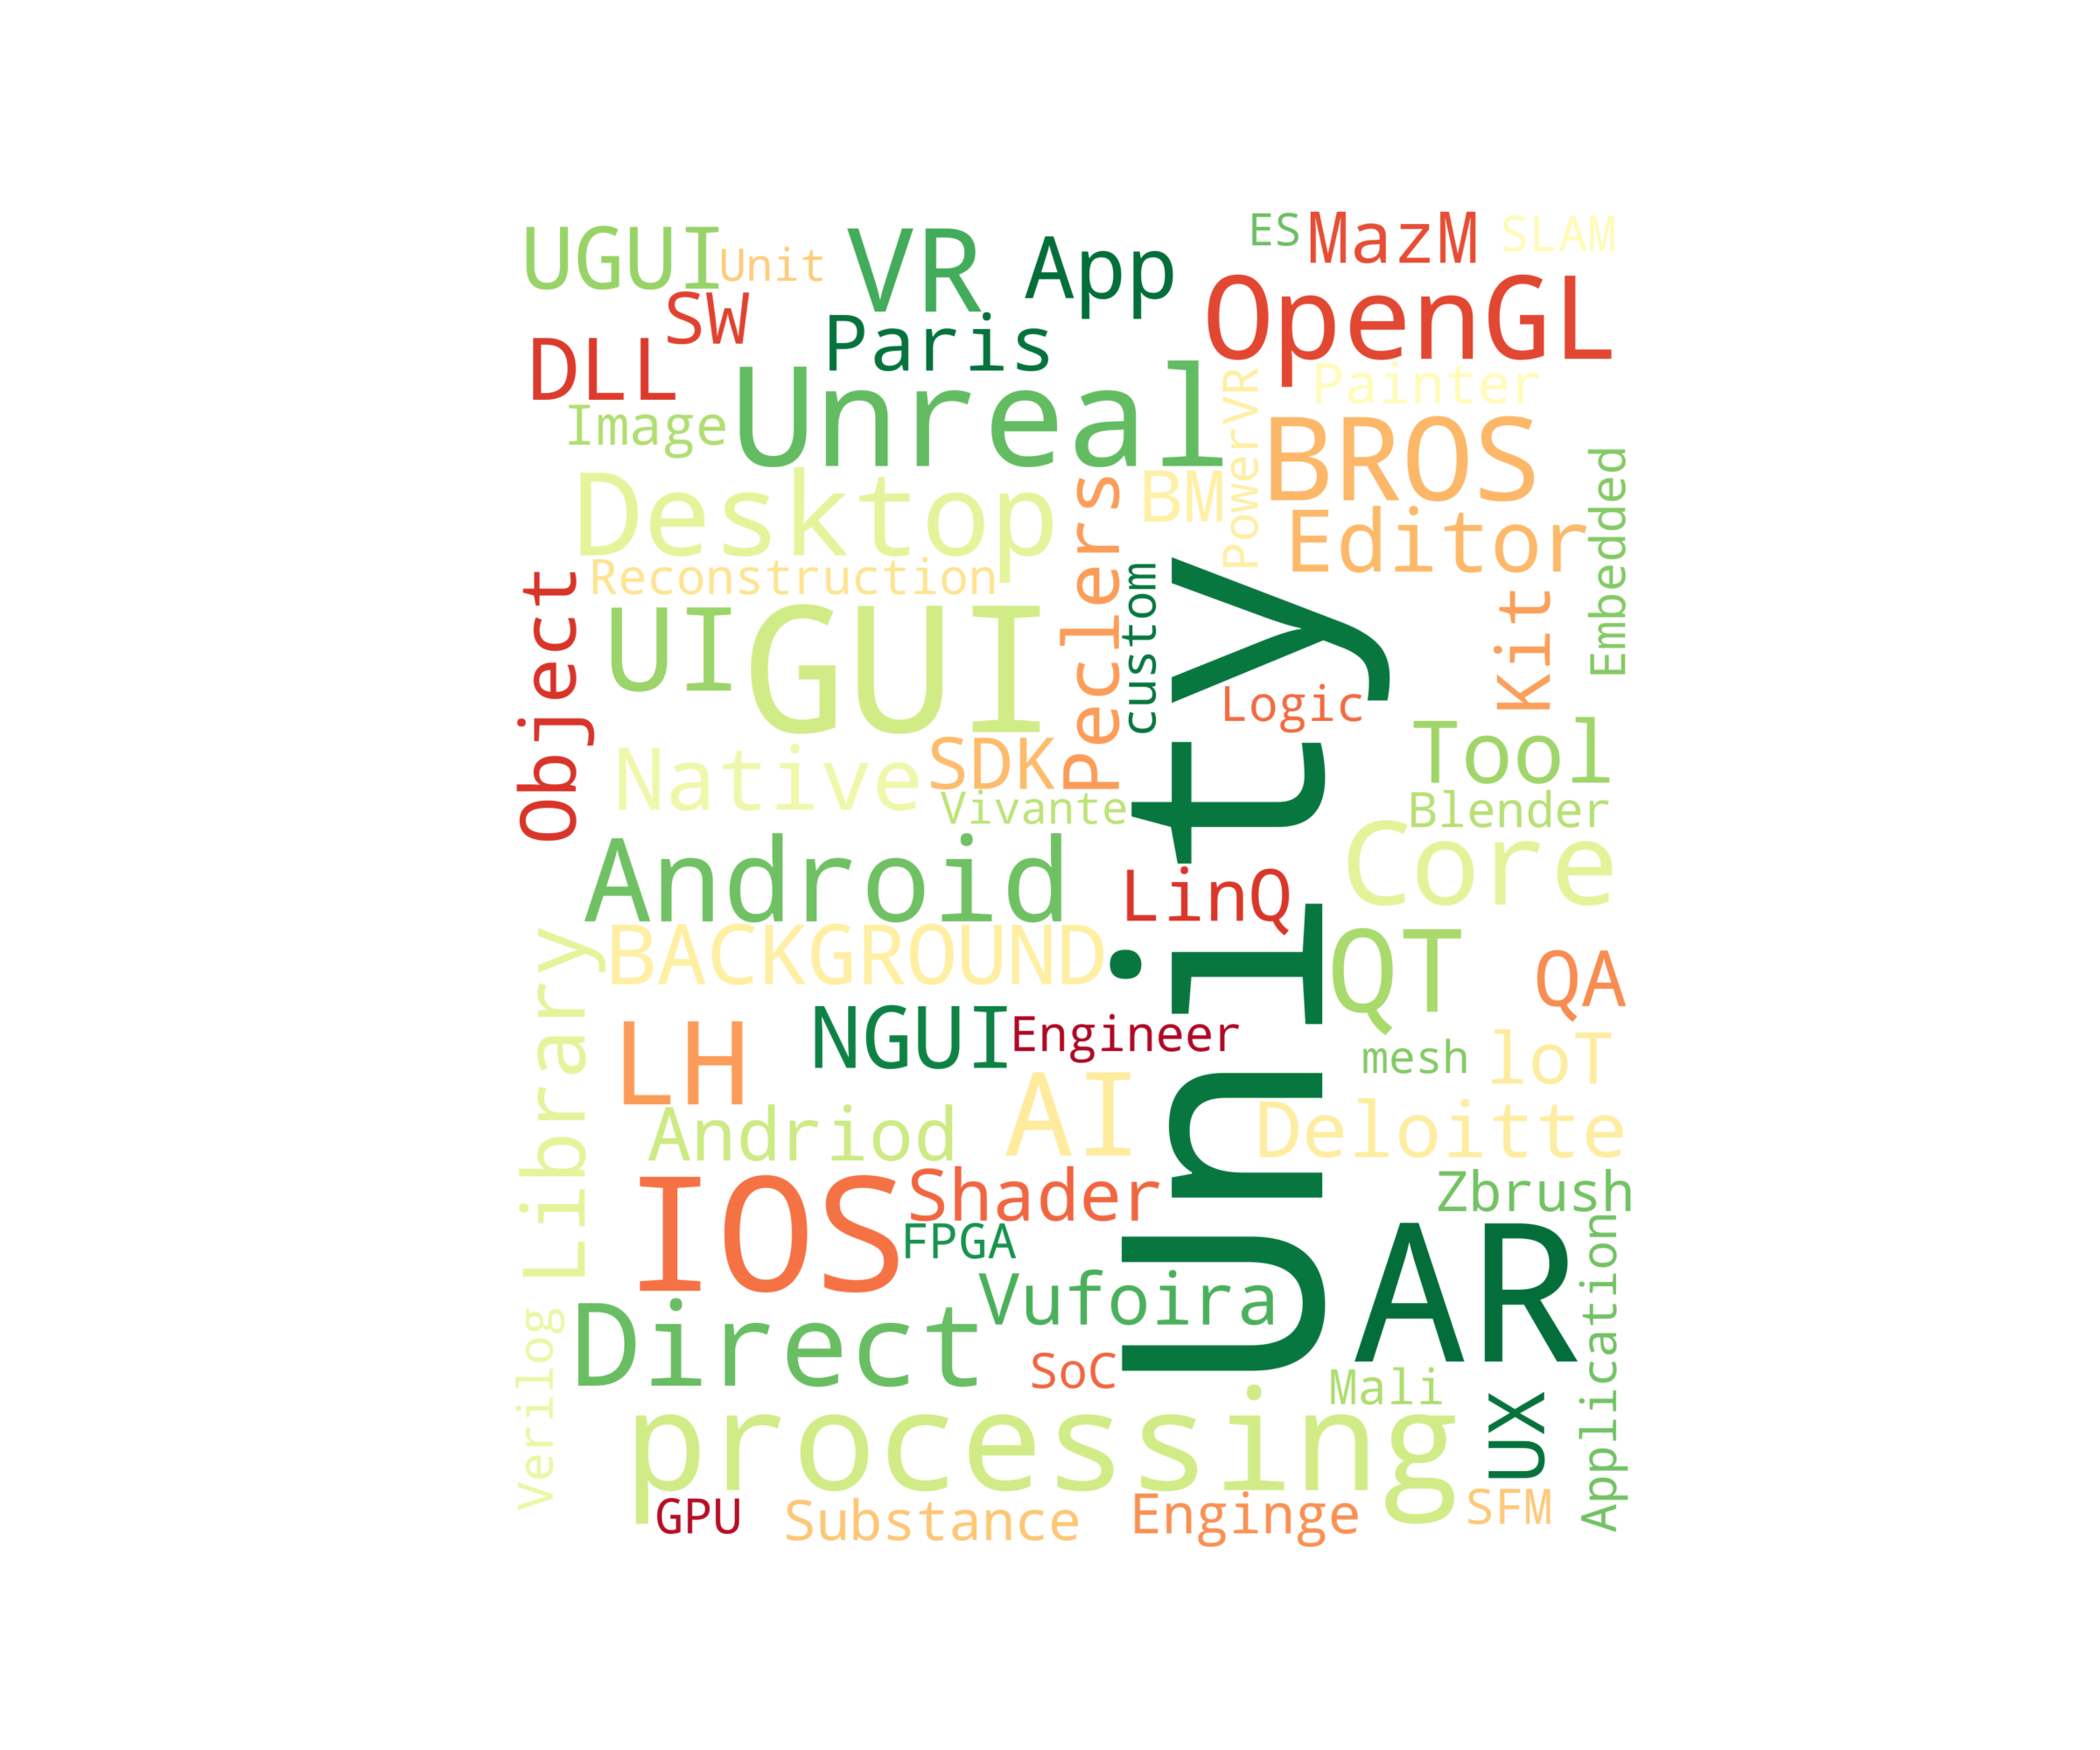 UGUI
Unit
VR
App
ES
MazM
SLAM
SW
Paris
OpenGL
DLL
Painter
Image
Unreal
PowerVR
BROS
Desktop
Peclers
BM
Editor
Embedded
Reconstruction
custom
Object
UI
GUI
Kit
Logic
Native
SDK
Tool
Vivante
Blender
Unity
Android
LinQ
Core
Library
BACKGROUND
QT
QA
LH
NGUI
Engineer
mesh
loT
Andriod
AI
Deloitte
IOS
Shader
Zbrush
FPGA
AR
Application
Vufoira
Direct
Verilog
SoC
Mali
UX
processing
GPU
Substance
Enginge
SFM